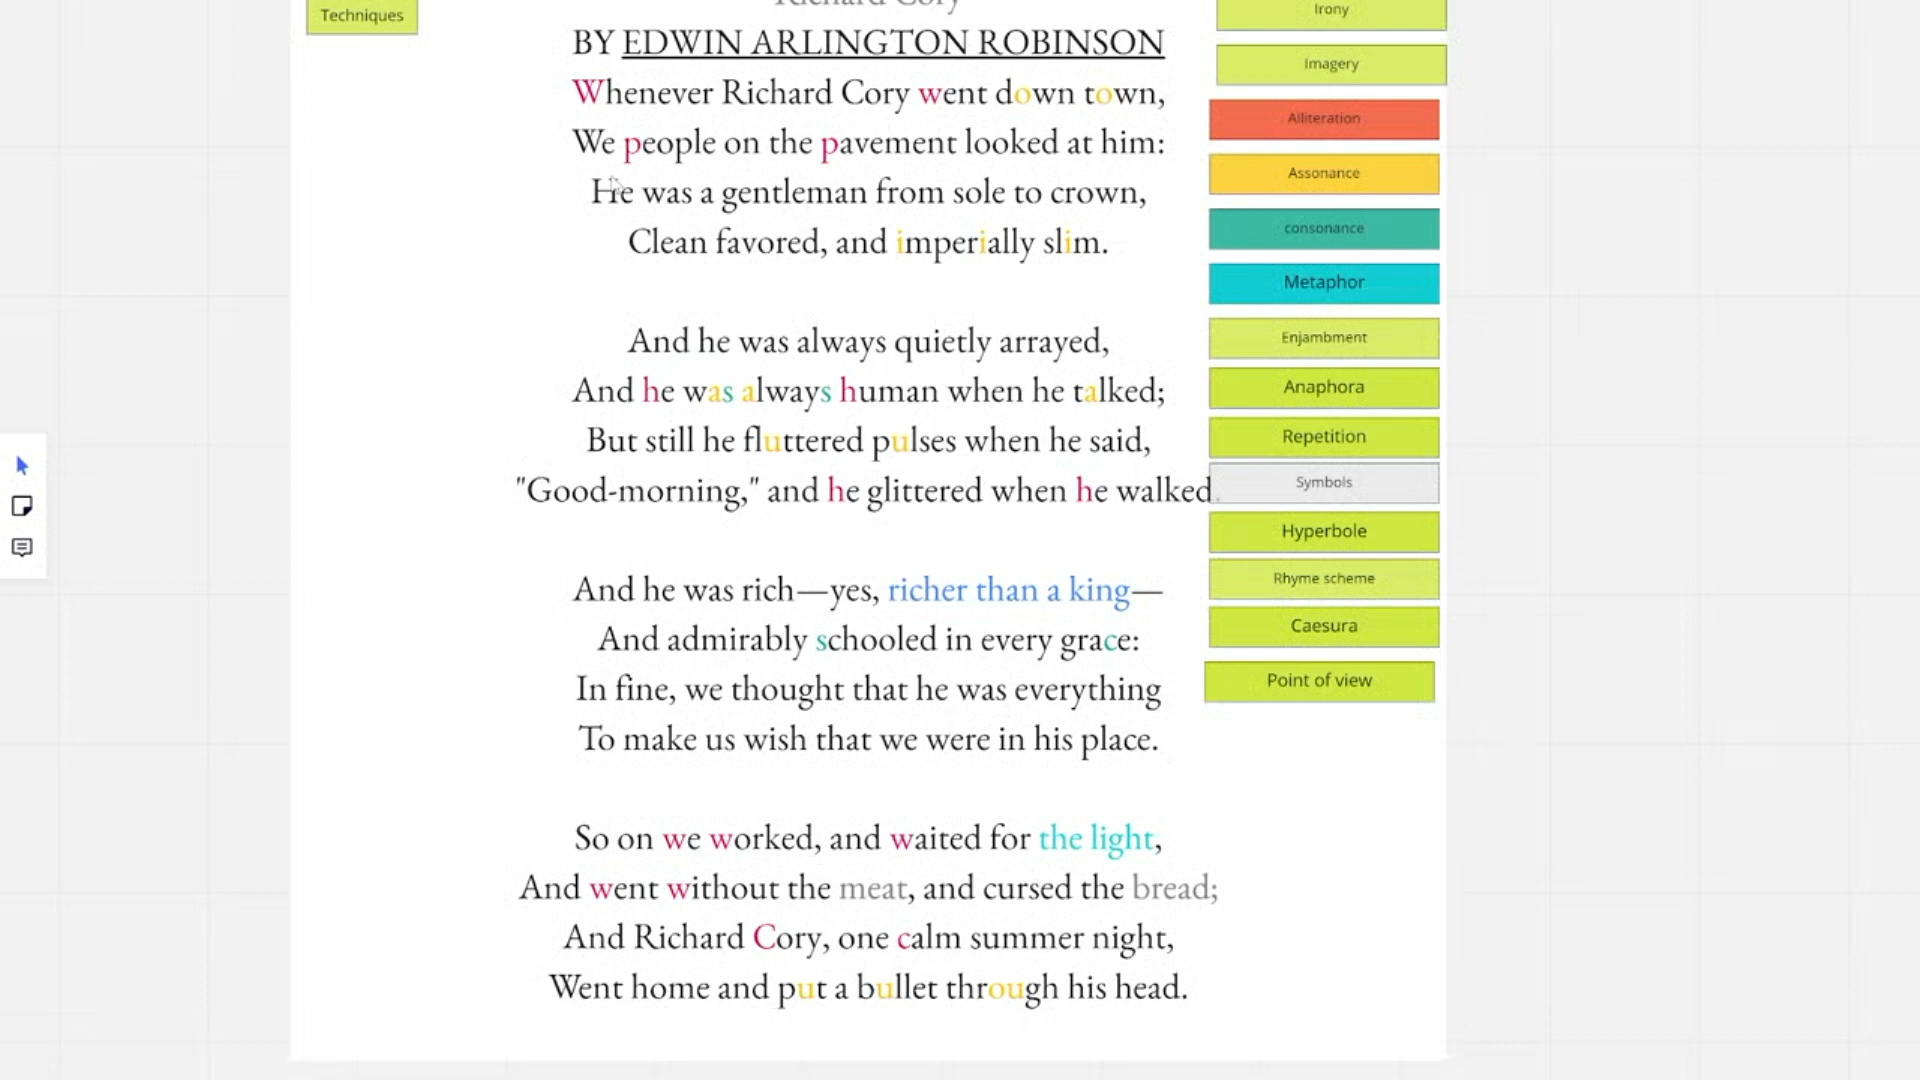 Techniques
Richard Cory
BY EDWIN ARLINGTON ROBINSON
Whenever Richard Cory went down town,
We people on the pavement looked at him:
He was a gentleman from sole to crown,
Clean favored, and imperially slim.
And he was always quietly arrayed,
And he was always human when he talked;
But still he fluttered pulses when he said,
"Good-morning," and he glittered when he walked.
And he was rich—yes, richer than a king—
And admirably schooled in every grace:
In fine, we thought that he was everything
To make us wish that we were in his place.
So on we worked, and waited for the light,
And went without the meat, and cursed the bread;
And Richard Cory, one calm summer night,
Went home and put a bullet through his head.
Irony
Imagery
Alliteration
Assonance
consonance
Metaphor
Enjambment
Anaphora
Repetition
Symbols
Hyperbole
Rhyme scheme
Caesura
Point of view